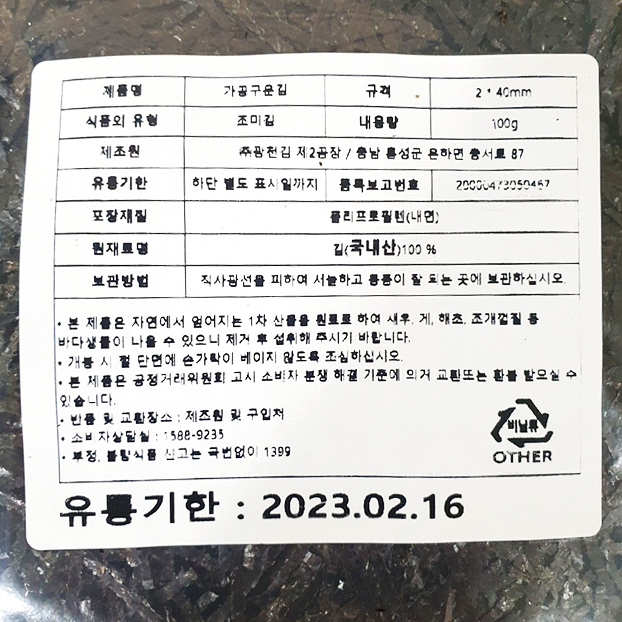 제품명 가공구운김 규격 2 * 40mm
식품의 유형 조미김 내용량 100g
제조원 ㈜광천김 제2공장 / 충남 홍성군 은하면 충서로 87
유통기한 하단 별도 표시일까지 품목보고번호
포장재질 폴리프로필렌(내면)
원재료명 김(국내산)100 %
보관방법 직사광선을 피하여 서늘하고 통풍이 잘 되는 곳에 보관하십시오.
• 본 제품은 자연에서 얻어지는 1차 산물을 원료로 하여 새우, 게, 해초, 조개껍질 등
바다생물이 나올 수 있으니 제거 후 섭취해 주시기 바랍니다.
• 개봉 시 절 단면에 손가락이 베이지 않도록 조심하십시오.
• 본 제품은 공정거래위원회 고시 소비자 분쟁 해결 기준에 의거 교환또는 환불 받으실 수
있습니다.
• 반품 및 교환장소 : 제조원 및 구입처
• 소비자상담실 : 1588-9235
• 부정, 불량식품 신고는 국번없이 1399
비닐류
OTHER
유통기한 : 2023.02.16